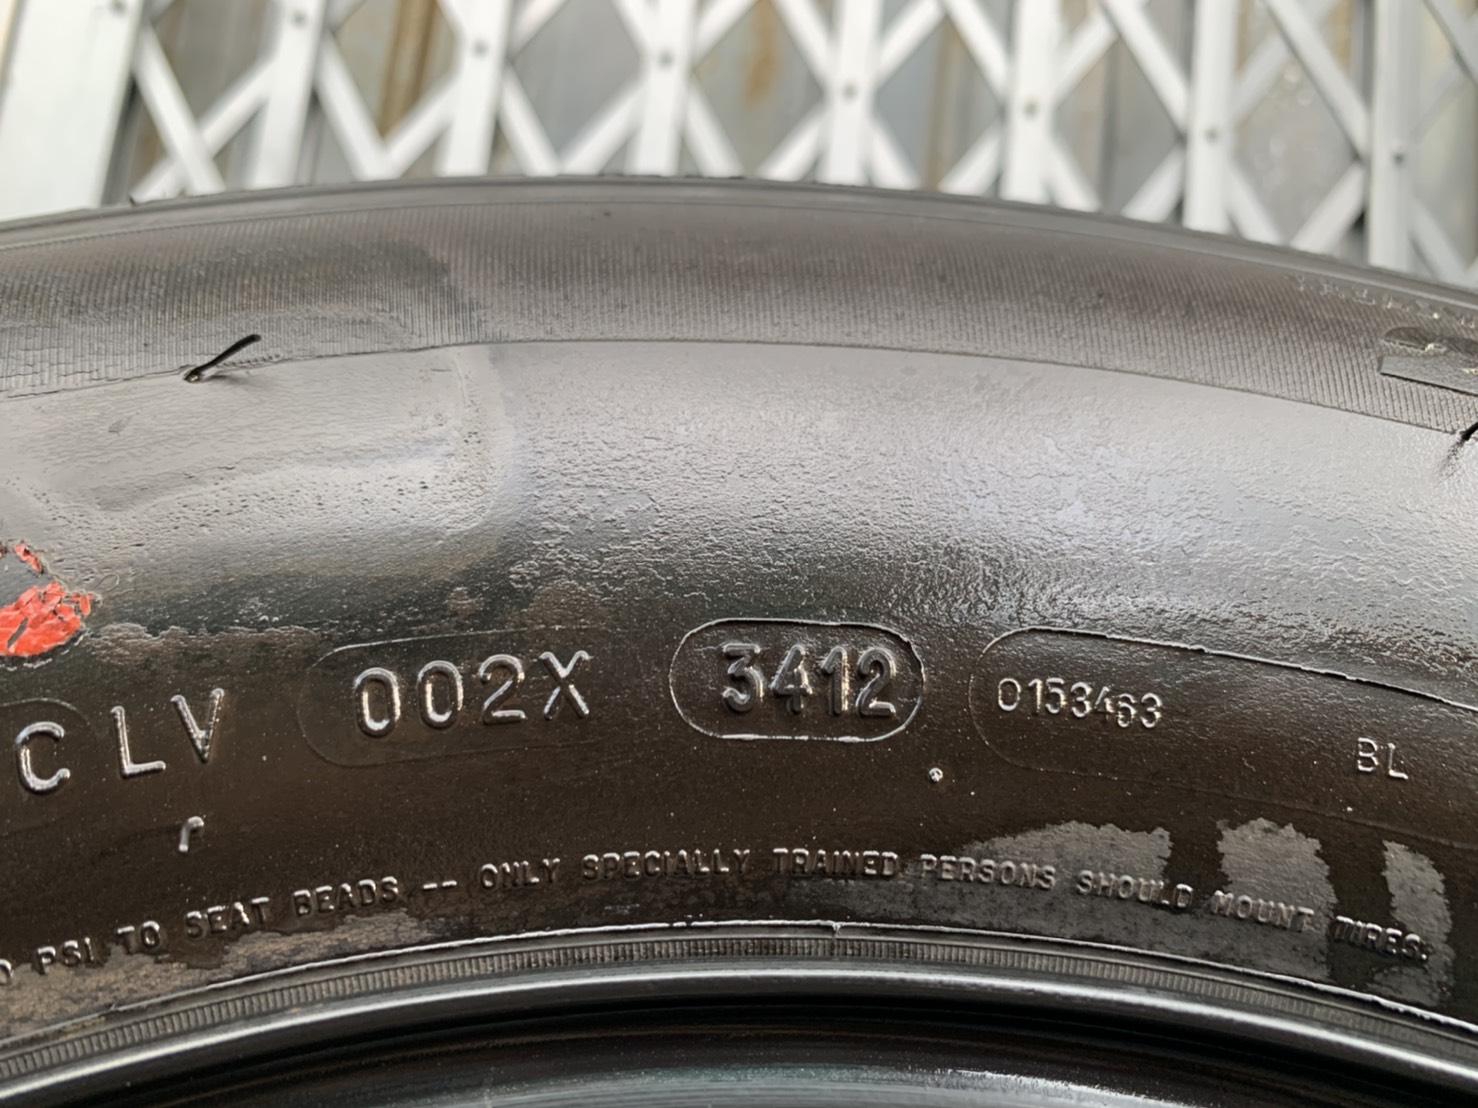 CLV 002X 3412 0153463
BL
PSI TO SEAT BEADS -- ONLY SPECIALLY TRAINED PERSONS SHOULD MOUNT TIRES.